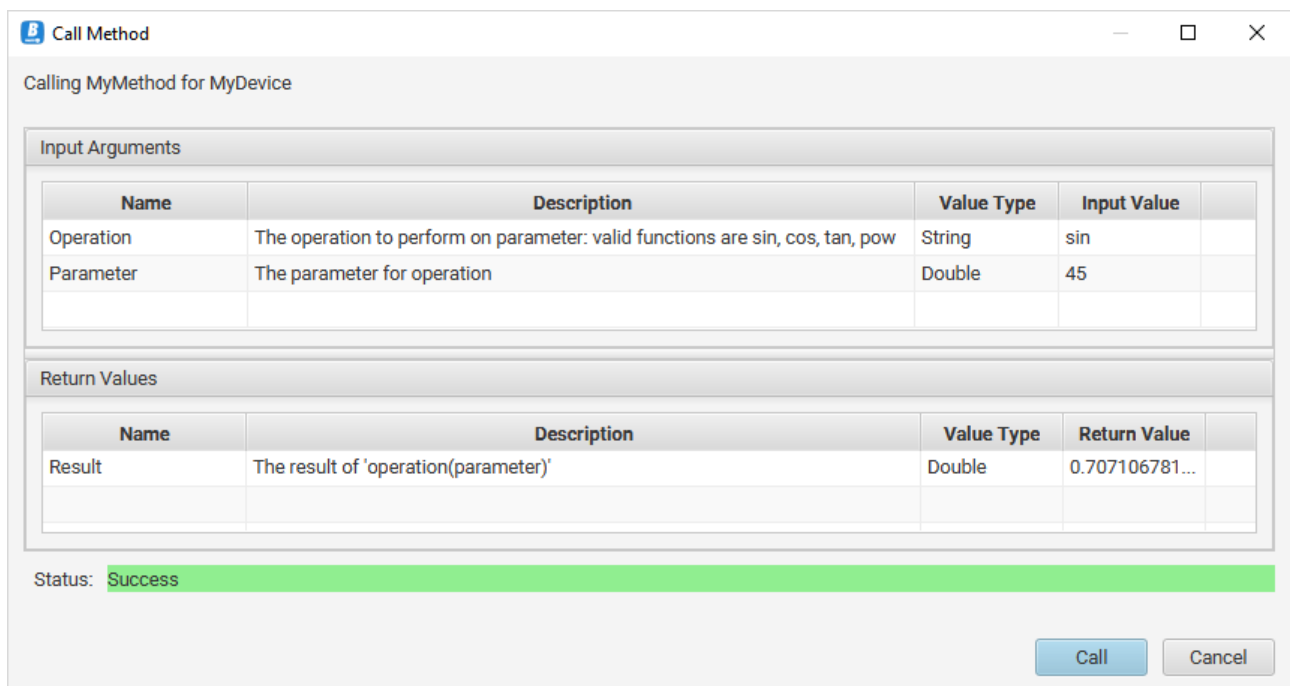 Call Method
Calling MyMethod for MyDevice
Input Arguments
Name Description Value Type Input Value
Operation The operation to perform on parameter: valid functions are sin, cos, tan, pow String sin
Parameter The parameter for operation Double 45
Return Values
Name Description Value Type Return Value
Result The result of 'operation(parameter)' Double 0.707106781...
Status: Success
Call Cancel